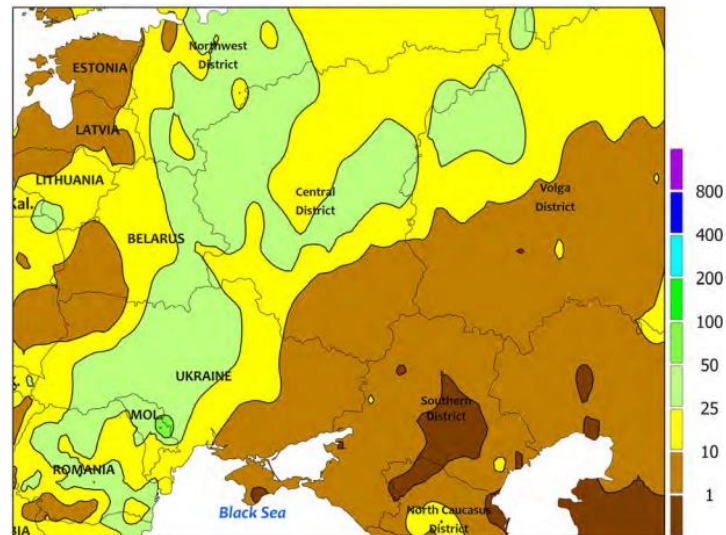 Northwest
District
ESTONIA
LATVIA
LITHUANIA
Kal.
BELARUS
Central
District
Volga
District
UKRAINE
MOL.
ROMANIA
Southern
District
Black Sea
North Caucasus
District
BIA
800
400
200
100
50
25
10
1